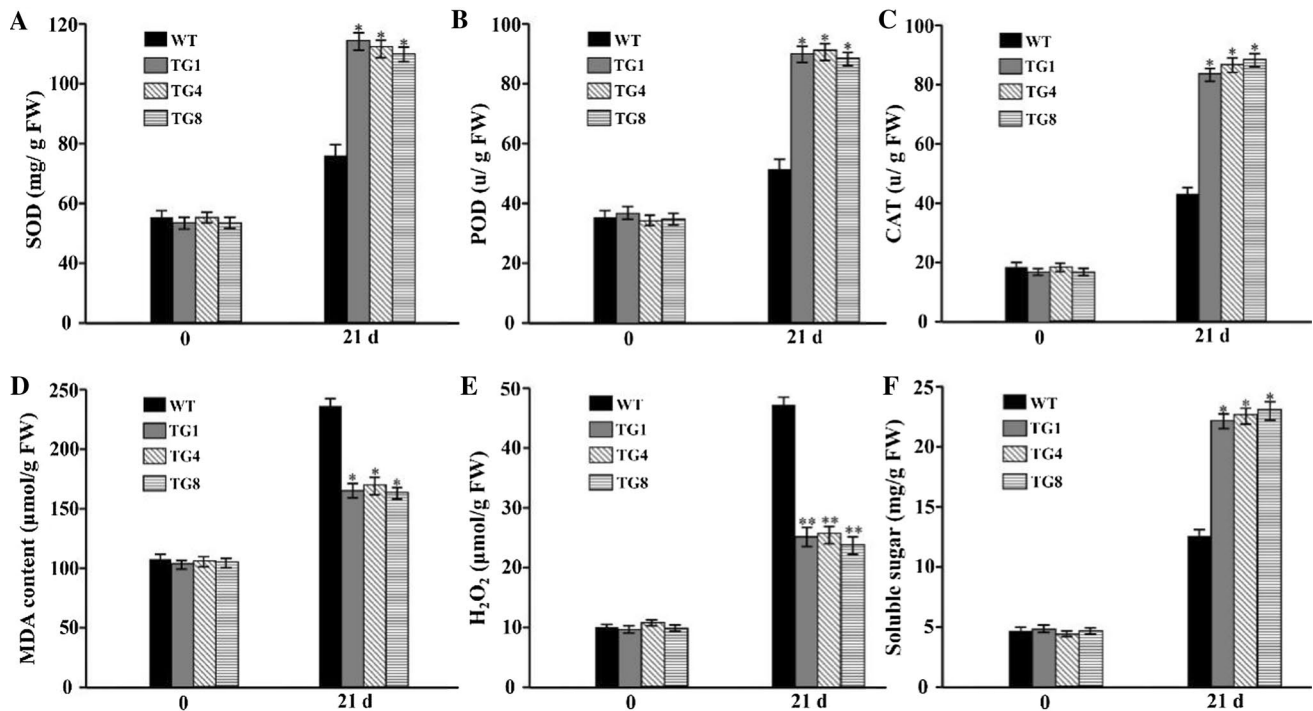 A
SOD (mg/ g FW)
120
100
80
60
40
20
0
WT
TG1
TG4
TG8
* * *
0
21 d
B
POD (u/ g FW)
100
80
60
40
20
0
WT
TG1
TG4
TG8
* * *
0
21 d
C
CAT (u/ g FW)
100
80
60
40
20
0
WT
TG1
TG4
TG8
* * *
0
21 d
D
MDA content (μmol/g FW)
250
200
150
100
50
0
WT
TG1
TG4
TG8
* * *
0
21 d
E
H₂O₂ (μmol/g FW)
50
40
30
20
10
0
WT
TG1
TG4
TG8
** ** **
0
21 d
F
Soluble sugar (mg/g FW)
25
20
15
10
5
0
WT
TG1
TG4
TG8
* * *
0
21 d